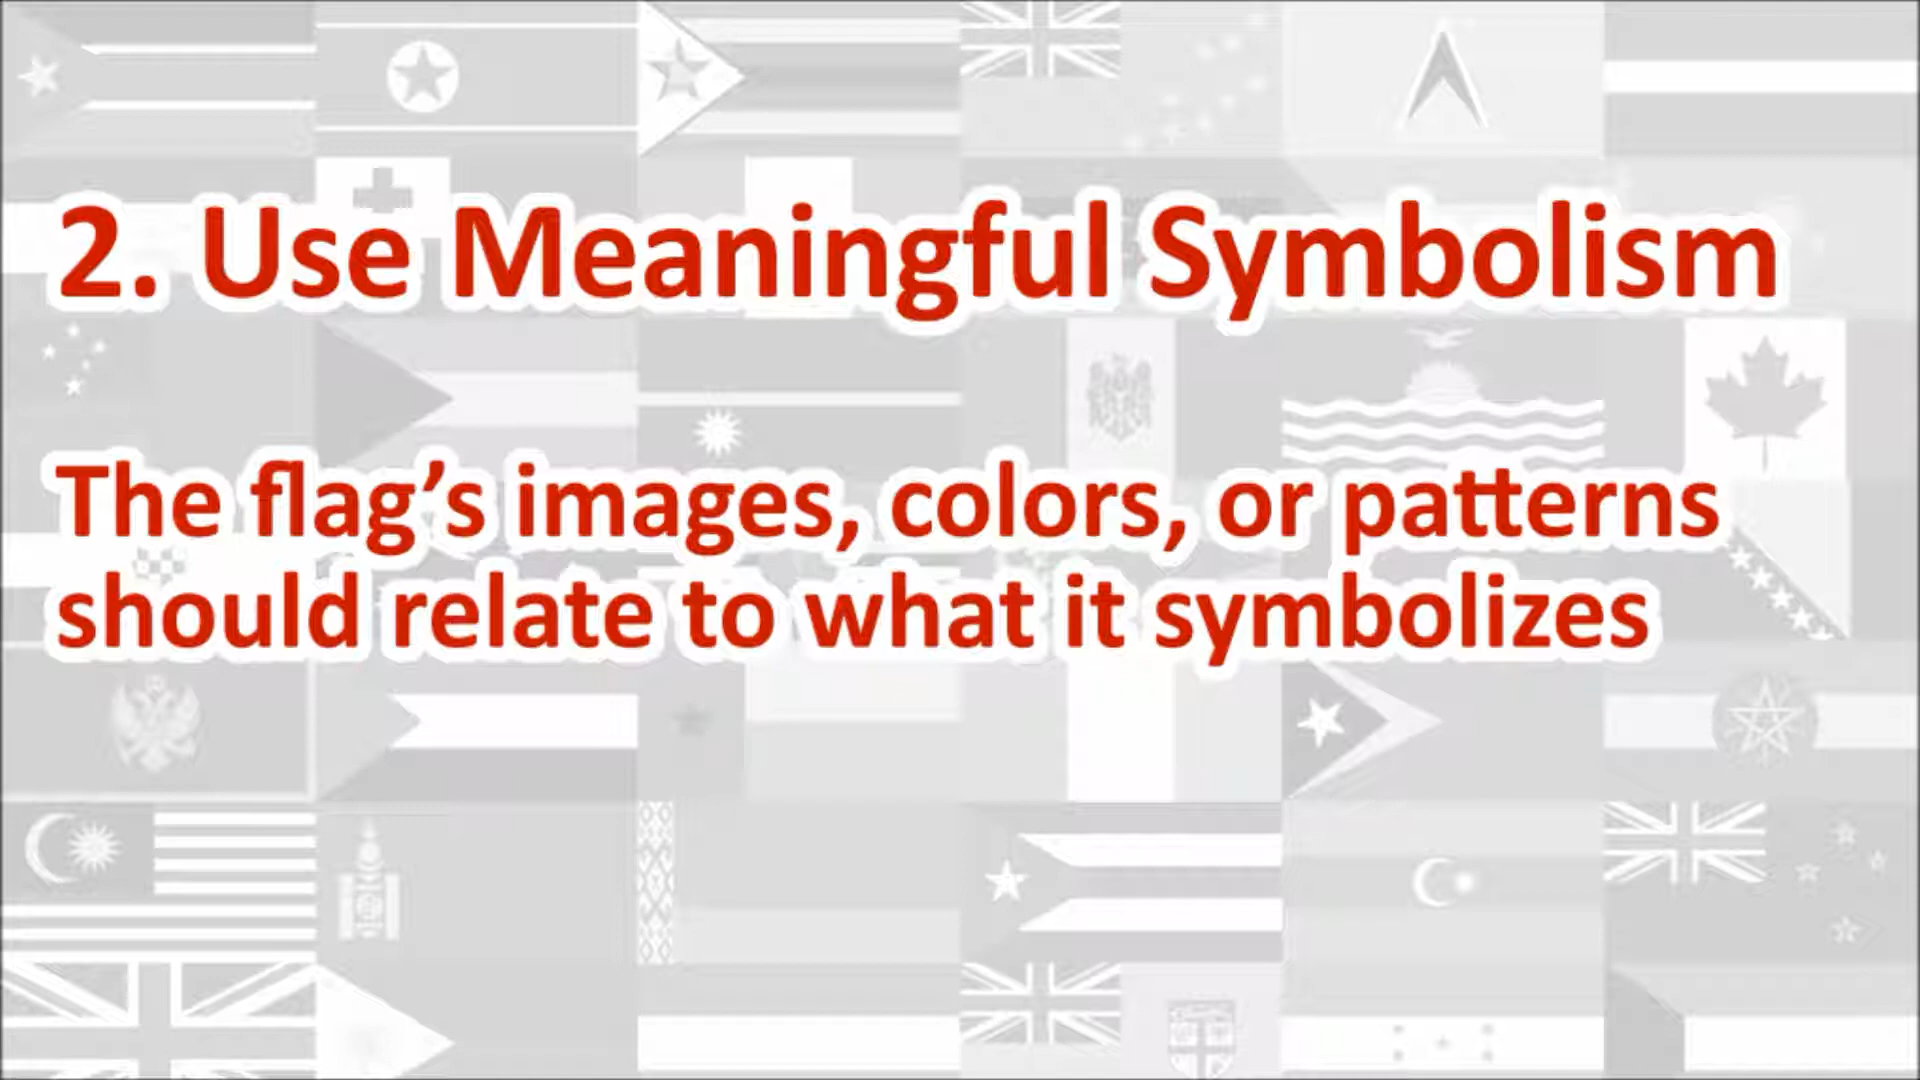 2. Use Meaningful Symbolism
The flag’s images, colors, or patterns
should relate to what it symbolizes